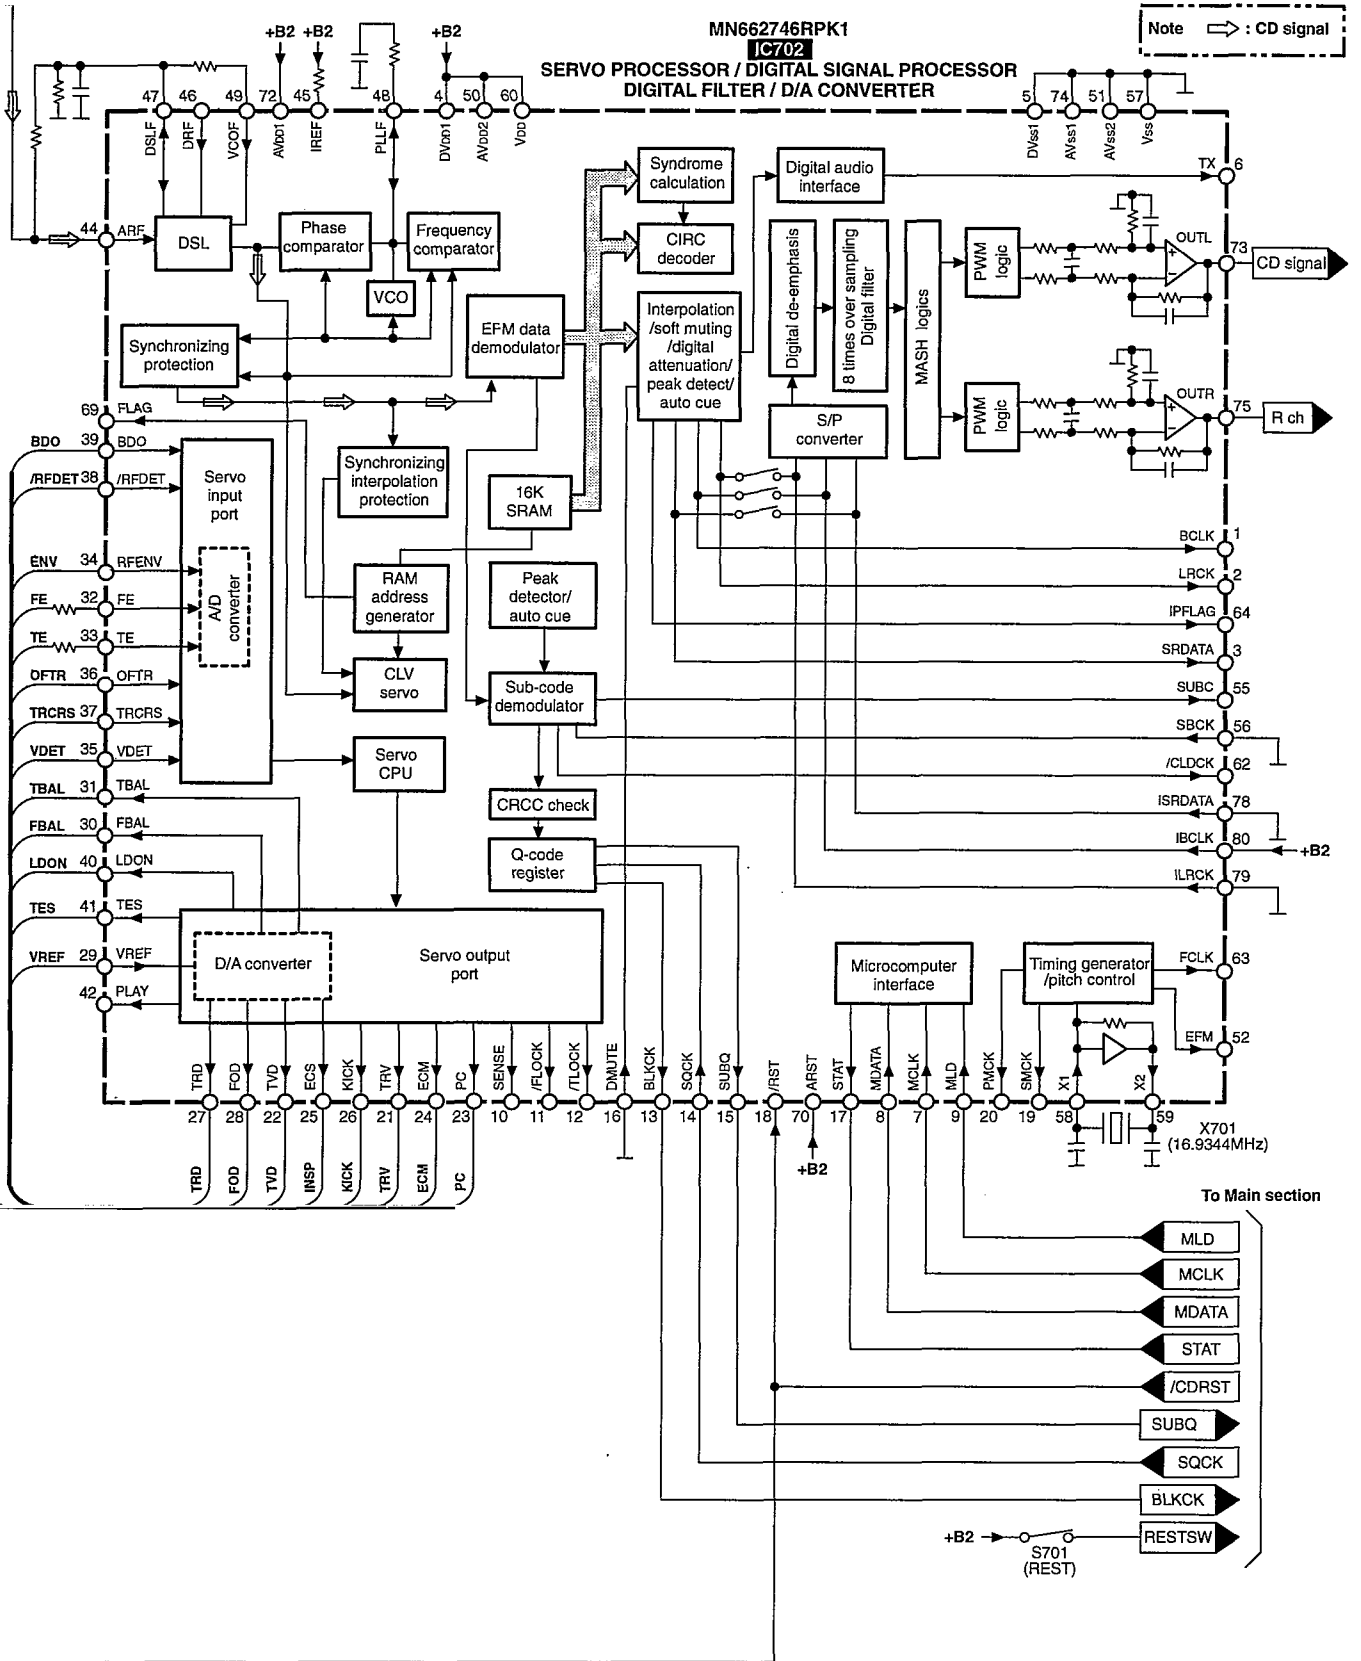 MN662746RPK1
IC702
SERVO PROCESSOR / DIGITAL SIGNAL PROCESSOR
DIGITAL FILTER / D/A CONVERTER
Note : CD signal
+B2 +B2
+B2
47 46 49 72 45 48 4 50 60
DSLF DRF VCOF AVDD1 IREF PLLF DVDD1 AVDD2 VDD
5 74 51 57
DVss1 AVss1 AVss2 Vss
TX 6
44 ARF
DSL
Phase
comparator
Frequency
comparator
VCO
Synchronizing
protection
EFM data
demodulator
Syndrome
calculation
CIRC
decoder
Digital audio
interface
Interpolation
/soft muting
/digital
attenuation/
peak detect/
auto cue
Digital de-emphasis
8 times over sampling
Digital filter
MASH logics
PWM
logic
PWM
logic
S/P
converter
OUTL
73
CD signal
OUTR
75
R ch
69 FLAG
BDO 39 BDO
/RFDET 38 /RFDET
ENV 34 RFENV
FE 32 FE
TE 33 TE
OFTR 36 OFTR
TRCRS 37 TRCRS
VDET 35 VDET
TBAL 31 TBAL
FBAL 30 FBAL
LDON 40 LDON
TES 41 TES
VREF 29 VREF
42 PLAY
Servo
input
port
A/D
converter
Synchronizing
interpolation
protection
16K
SRAM
RAM
address
generator
Peak
detector/
auto cue
CLV
servo
Sub-code
demodulator
Servo
CPU
CRCC check
Q-code
register
D/A converter
Servo output
port
Microcomputer
interface
Timing generator
/pitch control
BCLK 1
LRCK 2
IPFLAG 64
SRDATA 3
SUBC 55
SBCK 56
/CLDCK 62
ISRDATA 78
IBCLK 80
+B2
ILRCK 79
FCLK 63
EFM 52
TRD FOD TVD ECS KICK TRV ECM PC SENSE /FLOCK /TLOCK DMUTE BLKCK SQCK SUBQ /RST ARST STAT MDATA MCLK MLD PMCK SMCK X1 X2
27 28 22 25 26 21 24 23 10 11 12 16 13 14 15 18 70 17 8 7 9 20 19 58 59
TRD FOD TVD INSP KICK TRV ECM PC
+B2
X701
(16.9344MHz)
To Main section
MLD
MCLK
MDATA
STAT
/CDRST
SUBQ
SQCK
BLKCK
+B2
RESTSW
S701
(REST)